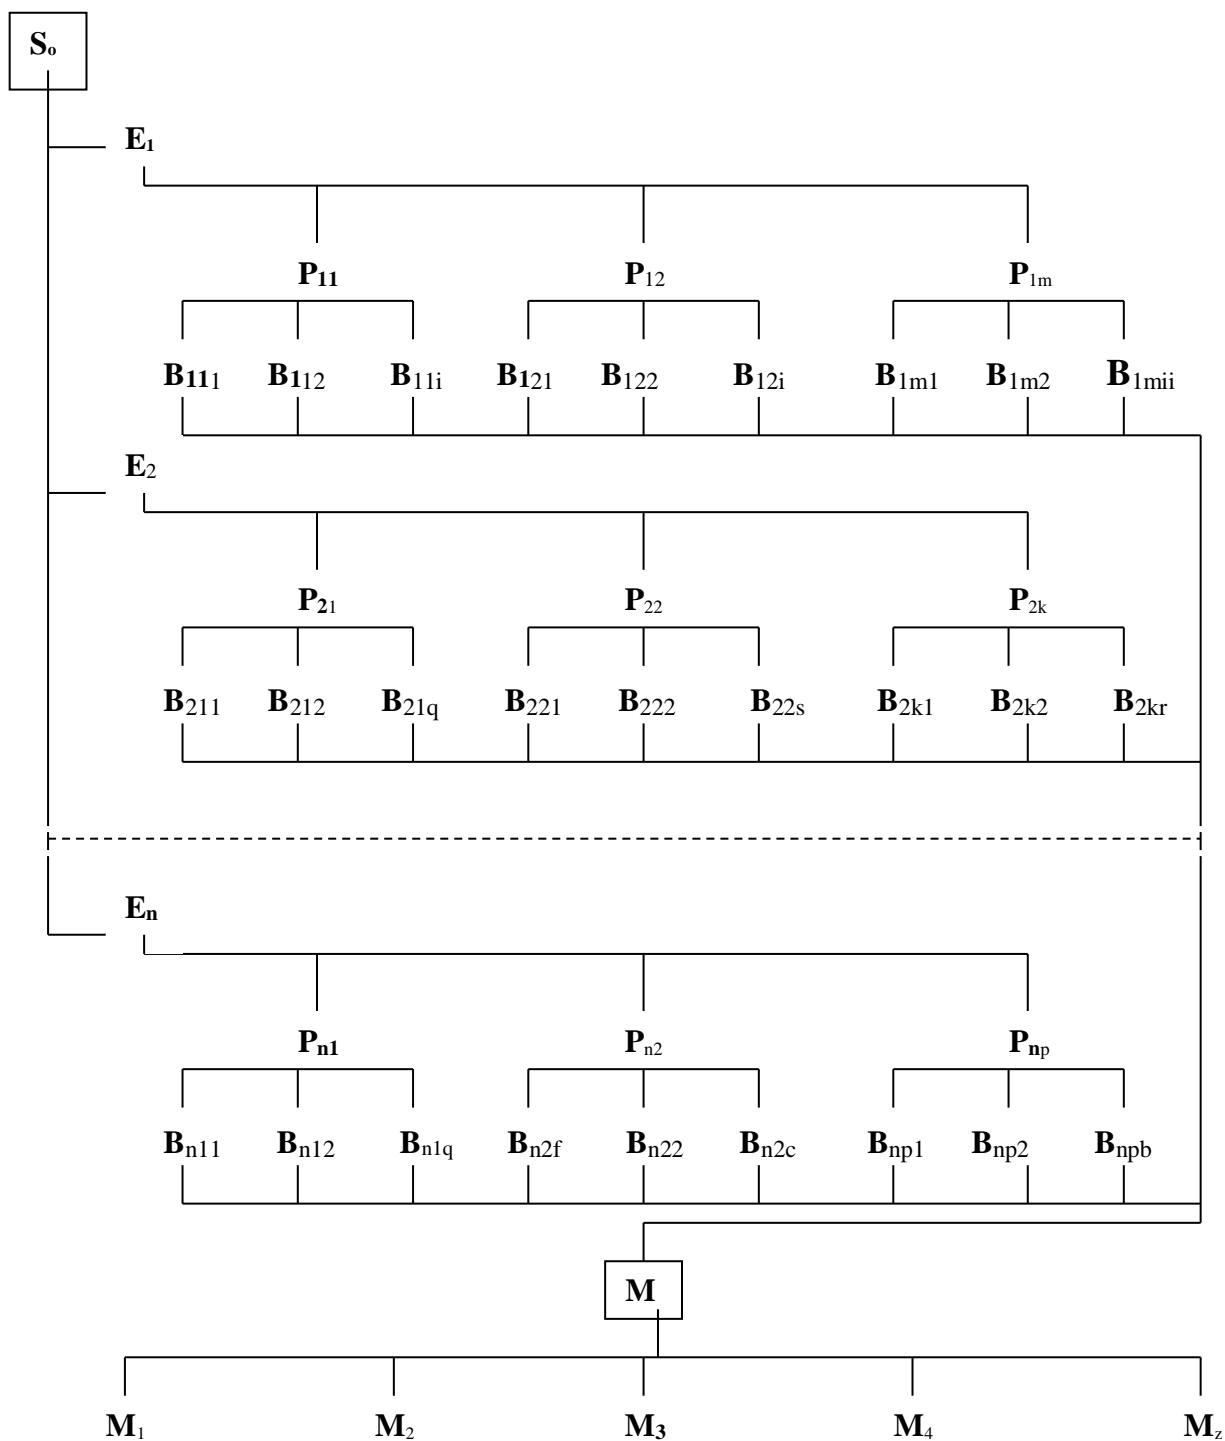 Sₒ
E₁
P₁₁ P₁₂ P₁ₘ
B₁₁₁ B₁₁₂ B₁₁ᵢ B₁₂₁ B₁₂₂ B₁₂ᵢ B₁ₘ₁ B₁ₘ₂ B₁ₘᵢᵢ
E₂
P₂₁ P₂₂ P₂ₖ
B₂₁₁ B₂₁₂ B21q B₂₂₁ B₂₂₂ B₂₂ₛ B₂ₖ₁ B₂ₖ₂ B₂ₖᵣ
Eₙ
Pₙ₁ Pₙ₂ Pₙₚ
Bₙ₁₁ Bₙ₁₂ Bn1q Bn2f Bₙ₂₂ Bn2c Bₙₚ₁ Bₙₚ₂ Bnpb
M
M₁ M₂ M₃ M₄ Mz